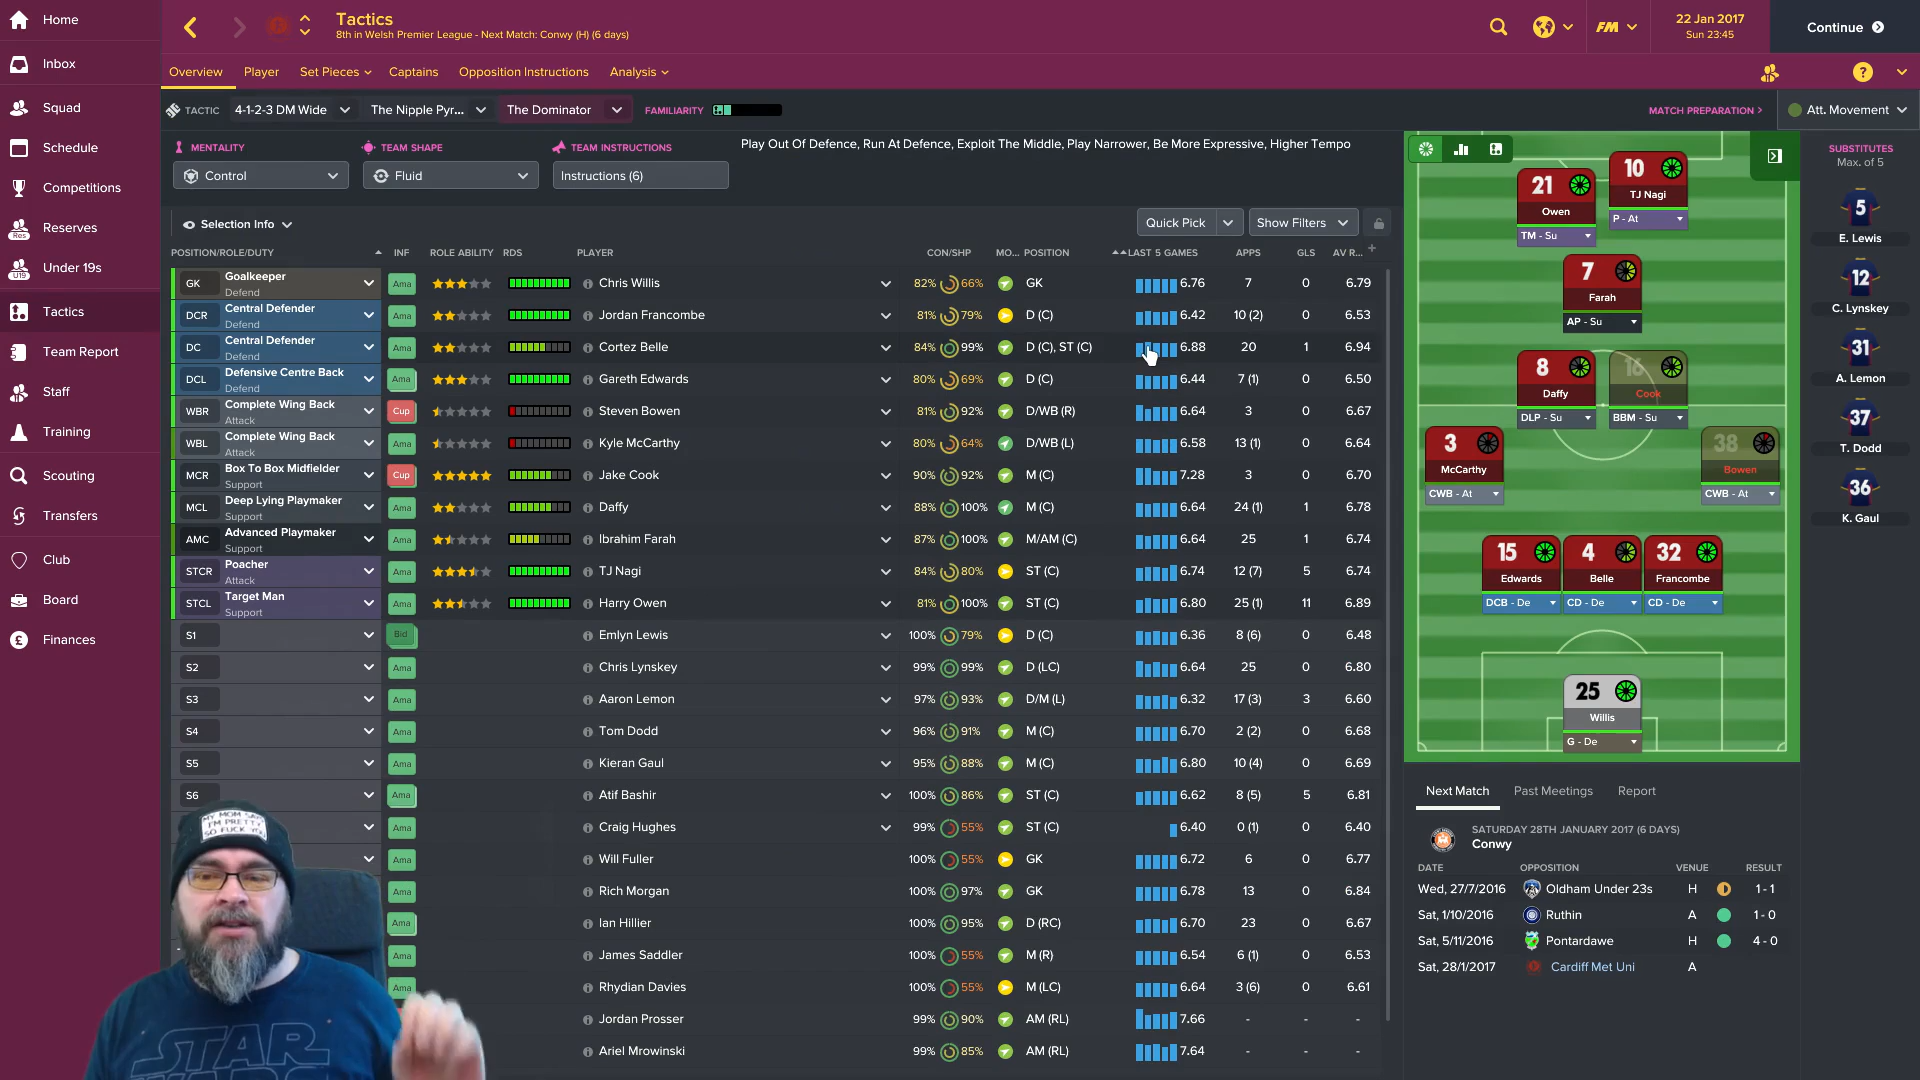 Home
Inbox
Squad
Schedule
Competitions
Res
Reserves
U19
Under 19s
Tactics
Team Report
Staff
Training
Scouting
Transfers
Club
Board
Finances
Tactics
8th in Welsh Premier League - Next Match: Conwy (H) (6 days)
FM
22 Jan 2017
Sun 23:45
Continue
Overview Player Set Pieces Captains Opposition Instructions Analysis
TACTIC 4-1-2-3 DM Wide The Nipple Pyr... The Dominator FAMILIARITY
MATCH PREPARATION > Att. Movement
MENTALITY TEAM SHAPE TEAM INSTRUCTIONS
Control Fluid Instructions (6)
Play Out Of Defence, Run At Defence, Exploit The Middle, Play Narrower, Be More Expressive, Higher Tempo
Selection Info Quick Pick Show Filters
POSITION/ROLE/DUTY INF ROLE ABILITY RDS PLAYER CON/SHP MO... POSITION LAST 5 GAMES APPS GLS AV R...
GK Goalkeeper Defend Ama Chris Willis 82% 66% GK 6.76 7 0 6.79
DCR Central Defender Defend Ama Jordan Francombe 81% 79% D (C) 6.42 10 (2) 0 6.53
DC Central Defender Defend Ama Cortez Belle 84% 99% D (C), ST (C) 6.88 20 1 6.94
DCL Defensive Centre Back Defend Ama Gareth Edwards 80% 69% D (C) 6.44 7 (1) 0 6.50
WBR Complete Wing Back Attack Cup Steven Bowen 81% 92% D/WB (R) 6.64 3 0 6.67
WBL Complete Wing Back Attack Ama Kyle McCarthy 80% 64% D/WB (L) 6.58 13 (1) 0 6.64
MCR Box To Box Midfielder Support Cup Jake Cook 90% 92% M (C) 7.28 3 0 6.70
MCL Deep Lying Playmaker Support Ama Daffy 88% 100% M (C) 6.64 24 (1) 1 6.78
AMC Advanced Playmaker Support Ama Ibrahim Farah 87% 100% M/AM (C) 6.64 25 1 6.74
STCR Poacher Attack Ama TJ Nagi 84% 80% ST (C) 6.74 12 (7) 5 6.74
STCL Target Man Support Ama Harry Owen 81% 100% ST (C) 6.80 25 (1) 11 6.89
S1 Bid Emlyn Lewis 100% 79% D (C) 6.36 8 (6) 0 6.48
S2 Ama Chris Lynskey 99% 99% D (LC) 6.64 25 0 6.80
S3 Ama Aaron Lemon 97% 93% D/M (L) 6.32 17 (3) 3 6.60
S4 Ama Tom Dodd 96% 91% M (C) 6.70 2 (2) 0 6.68
S5 Ama Kieran Gaul 95% 88% M (C) 6.80 10 (4) 0 6.69
S6 Ama Atif Bashir 100% 86% ST (C) 6.62 8 (5) 5 6.81
Ama Craig Hughes 99% 55% ST (C) 6.40 0 (1) 0 6.40
Ama Will Fuller 100% 55% GK 6.72 6 0 6.77
Ama Rich Morgan 100% 97% GK 6.78 13 0 6.84
Ama Ian Hillier 100% 95% D (RC) 6.70 23 0 6.67
Ama James Saddler 100% 55% M (R) 6.54 6 (1) 0 6.53
Ama Rhydian Davies 100% 55% M (LC) 6.64 3 (6) 0 6.61
Jordan Prosser 99% 90% AM (RL) 7.66 - - -
Ariel Mrowinski 99% 85% AM (RL) 7.64 - - -
MY MOM SAYS
I'M PRETTY
SO FUCK YOU
STAR
21 Owen TM - Su
10 TJ Nagi P - At
7 Farah AP - Su
8 Daffy DLP - Su
16 Cook BBM - Su
3 McCarthy CWB - At
38 Bowen CWB - At
15 Edwards DCB - De
4 Belle CD - De
32 Francombe CD - De
25 Willis G - De
SUBSTITUTES
Max. of 5
5
E. Lewis
12
C. Lynskey
31
A. Lemon
37
T. Dodd
36
K. Gaul
Next Match Past Meetings Report
SATURDAY 28TH JANUARY 2017 (6 DAYS)
Conwy
DATE OPPOSITION VENUE RESULT
Wed, 27/7/2016 Oldham Under 23s H 1 - 1
Sat, 1/10/2016 Ruthin A 1 - 0
Sat, 5/11/2016 Pontardawe H 4 - 0
Sat, 28/1/2017 Cardiff Met Uni A